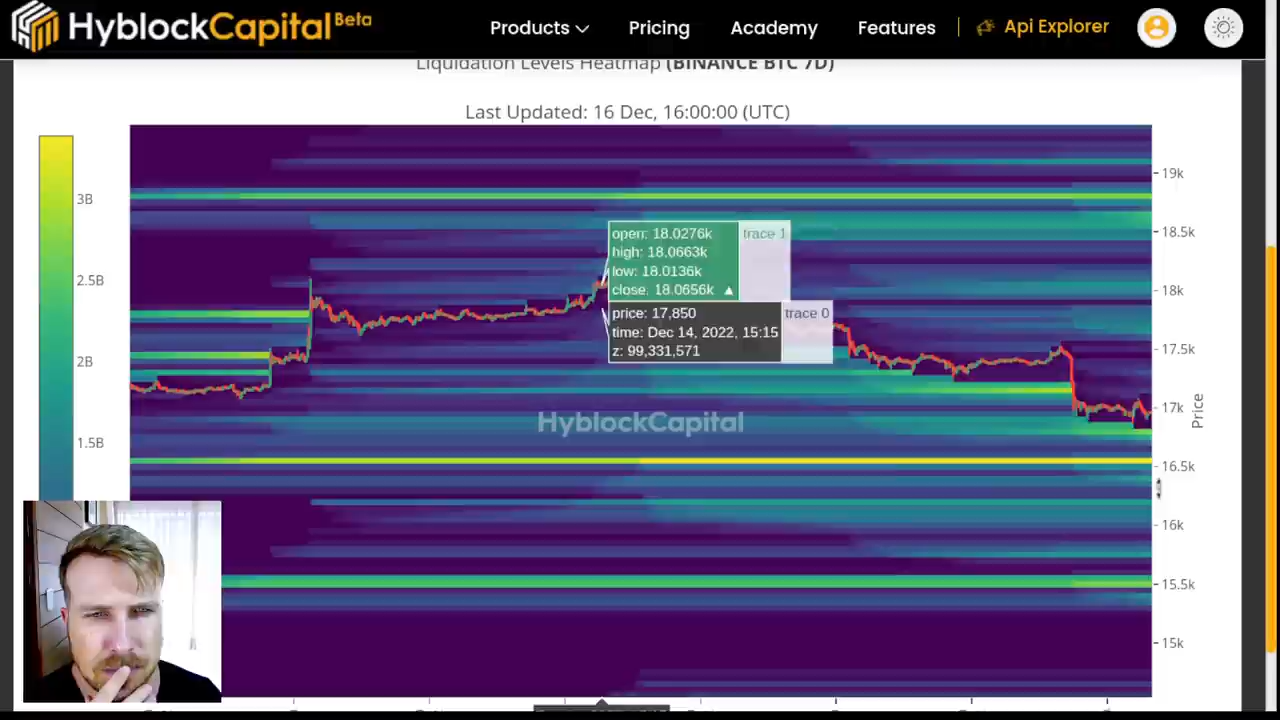 HyblockCapital Beta
Products
Pricing
Academy
Features
Api Explorer
Liquidation Levels Heatmap (BINANCE BTC 7D)
Last Updated: 16 Dec, 16:00:00 (UTC)
3B
2.5B
2B
1.5B
19k
18.5k
18k
17.5k
17k
16.5k
16k
15.5k
15k
Price
open: 18.0276k
high: 18.0663k
low: 18.0136k
close: 18.0656k ▲
trace 1
price: 17,850
time: Dec 14, 2022, 15:15
z: 99,331,571
trace 0
HyblockCapital